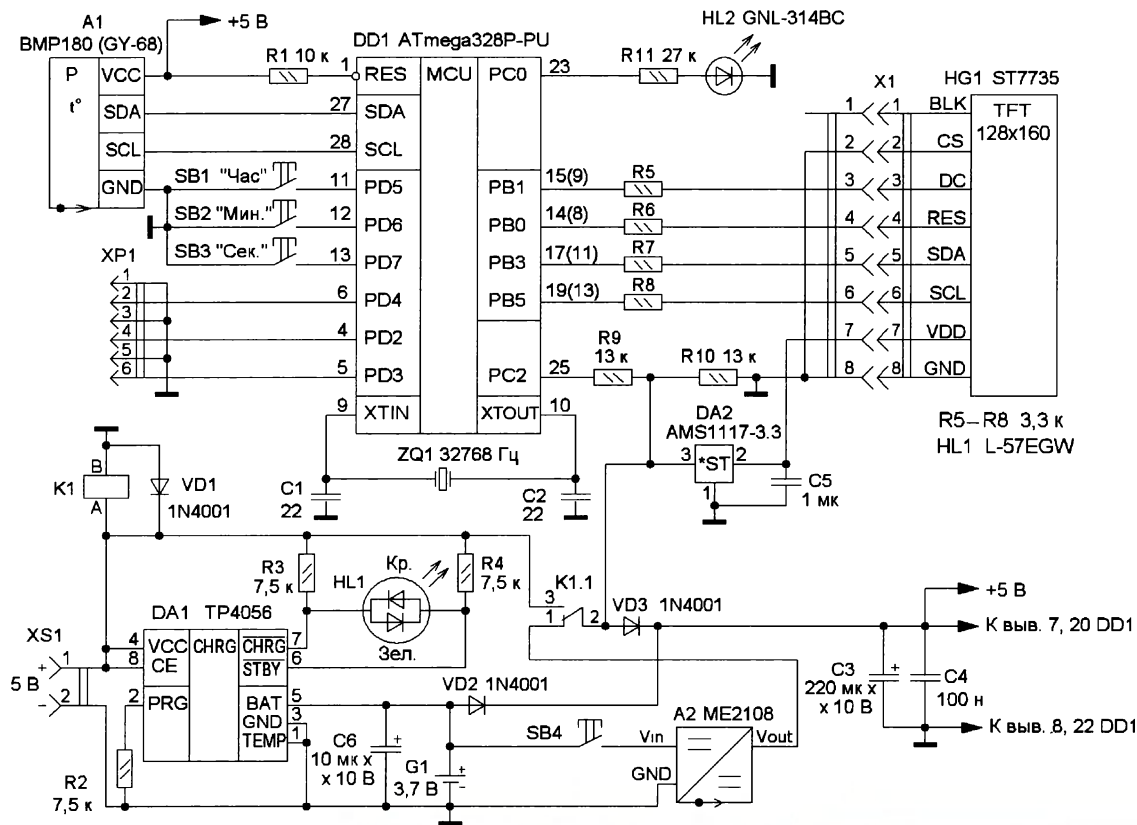 A1
BMP180 (GY-68)
P
t°
VCC
SDA
SCL
GND
+5 В
R1 10 к
DD1 ATmega328P-PU
1
RES
MCU
PC0
23
R11 27 к
HL2 GNL-314BC
27
SDA
28
SCL
SB1 "Час"
11
PD5
SB2 "Мин."
12
PD6
SB3 "Сек."
13
PD7
PB1
15(9)
R5
PB0
14(8)
R6
PB3
17(11)
R7
PB5
19(13)
R8
XP1
1
2
3
4
5
6
6
PD4
4
PD2
5
PD3
PC2
25
R9
13 к
R10 13 к
9
XTIN
XTOUT
10
ZQ1 32768 Гц
C1
22
C2
22
X1
HG1 ST7735
TFT
128x160
1 1 BLK
2 2 CS
3 3 DC
4 4 RES
5 5 SDA
6 6 SCL
7 7 VDD
8 8 GND
R5–R8 3,3 к
HL1 L-57EGW
DA2
AMS1117-3.3
3
*ST
2
1
C5
1 мк
B
K1
A
VD1
1N4001
R3
7,5 к
HL1
Кр.
Зел.
R4
7,5 к
K1.1
3
1
2
VD3 1N4001
+5 В
К выв. 7, 20 DD1
C3
220 мк x
x 10 В
C4
100 н
К выв. 8, 22 DD1
XS1
+
1
5 В
–
2
DA1 TP4056
4
VCC
8
CE
CHRG
CHRG
7
STBY
6
2
PRG
BAT
5
GND
3
TEMP
1
R2
7,5 к
C6
10 мк x
x 10 В
G1
3,7 В
VD2 1N4001
SB4
A2 ME2108
Vin
Vout
GND